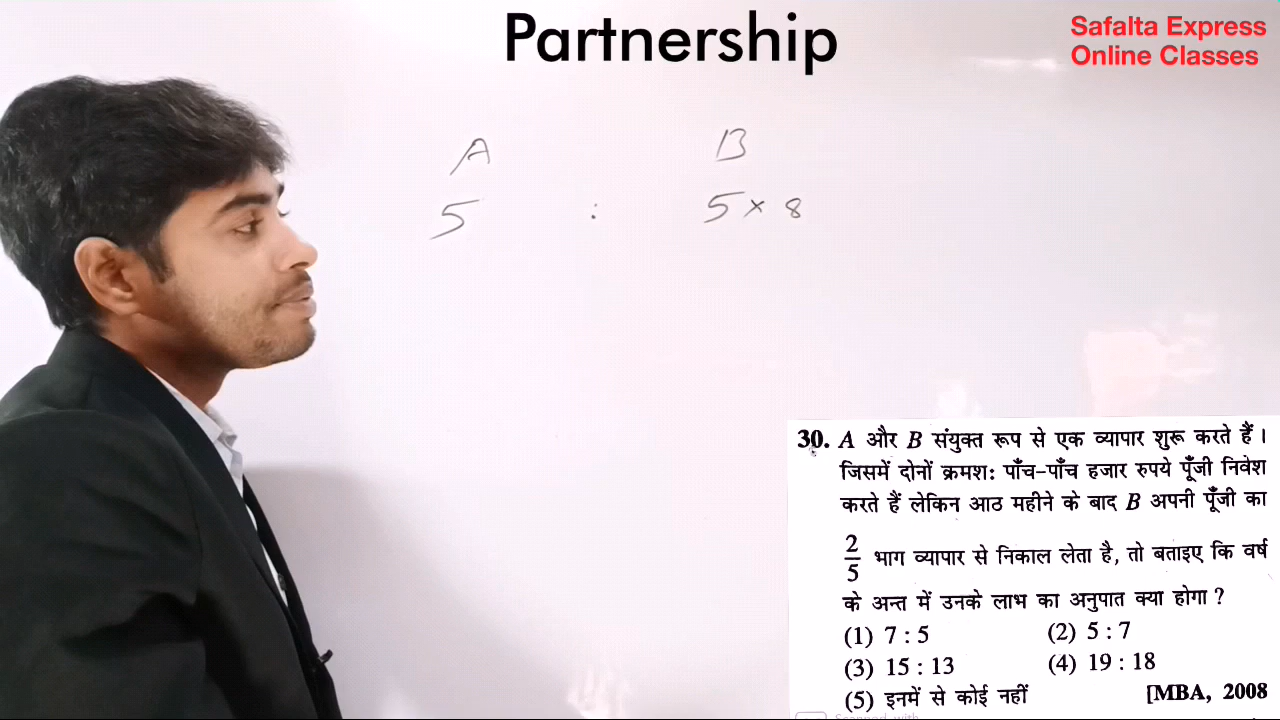 Partnership
Safalta Express
Online Classes
A B
5 : 5 × 8
30. A और B संयुक्त रूप से एक व्यापार शुरू करते हैं।
जिसमें दोनों क्रमश: पाँच-पाँच हजार रुपये पूँजी निवेश
करते हैं लेकिन आठ महीने के बाद B अपनी पूँजी का
2/5 भाग व्यापार से निकाल लेता है, तो बताइए कि वर्ष
के अन्त में उनके लाभ का अनुपात क्या होगा ?
(1) 7 : 5 (2) 5 : 7
(3) 15 : 13 (4) 19 : 18
(5) इनमें से कोई नहीं [MBA, 2008